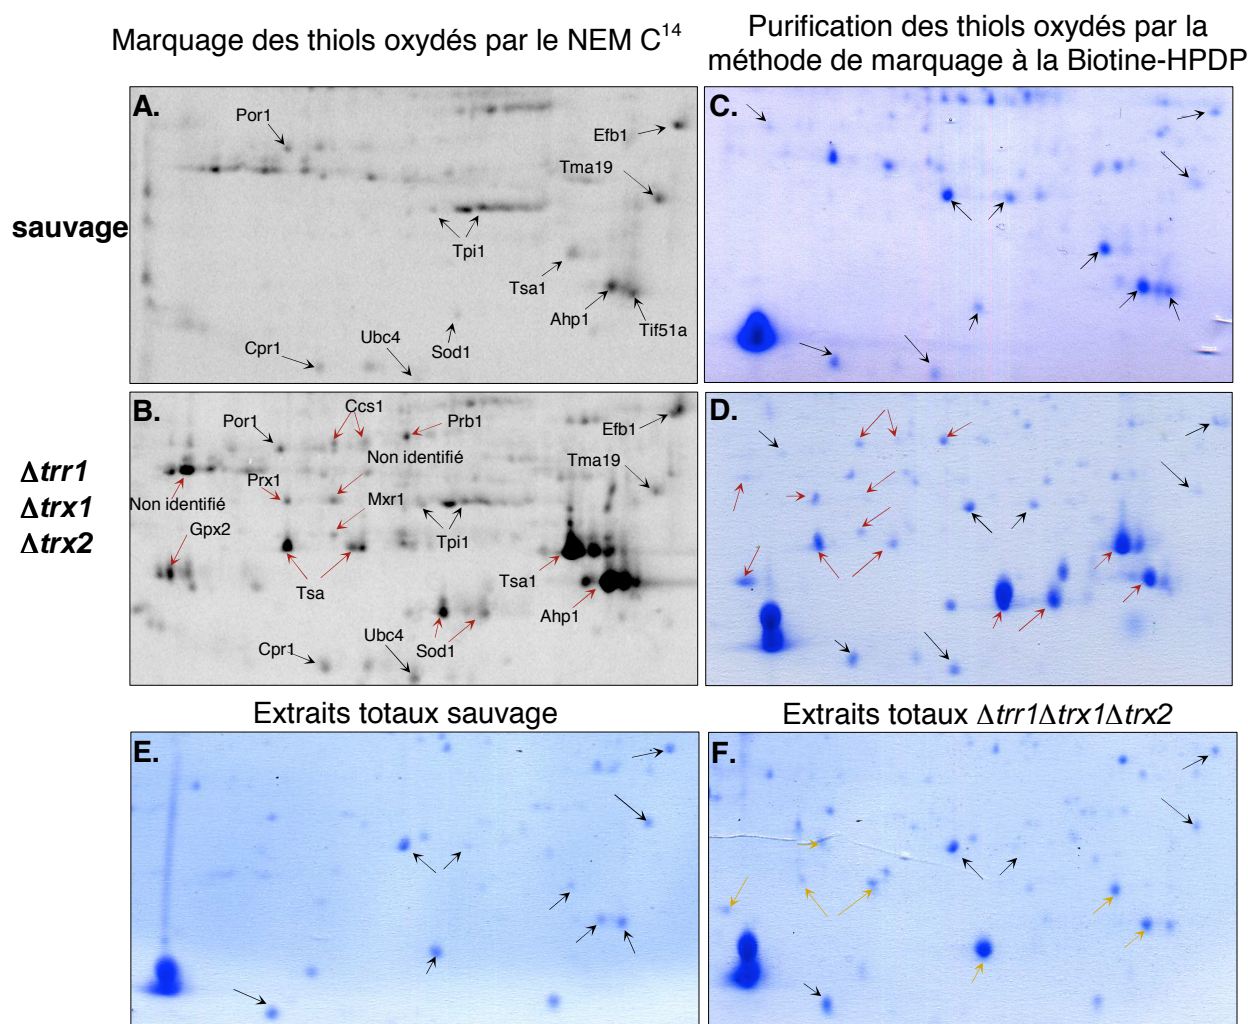 Marquage des thiols oxydés par le NEM C14
Purification des thiols oxydés par la
méthode de marquage à la Biotine-HPDP
sauvage
A.
Por1
Efb1
Tma19
Tpi1
Tsa1
Ahp1
Tif51a
Ubc4
Sod1
Cpr1
C.
Δtrr1
Δtrx1
Δtrx2
B.
Ccs1
Por1
Prb1
Efb1
Non identifié
Tma19
Prx1
Non identifié
Mxr1
Gpx2
Tpi1
Tsa
Tsa1
Ahp1
Ubc4
Sod1
Cpr1
D.
Extraits totaux sauvage
Extraits totaux Δtrr1Δtrx1Δtrx2
E.
F.